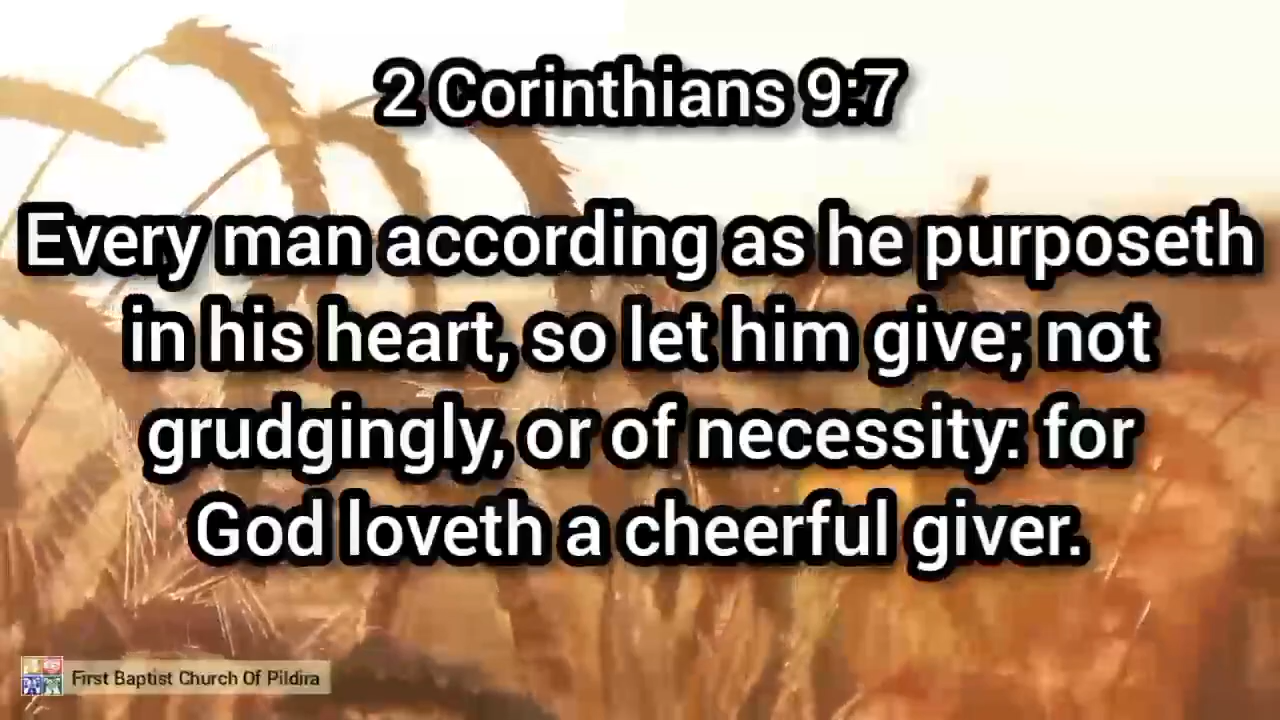 2 Corinthians 9:7
Every man according as he purposeth
in his heart, so let him give; not
grudgingly, or of necessity: for
God loveth a cheerful giver.
First Baptist Church Of Pildira